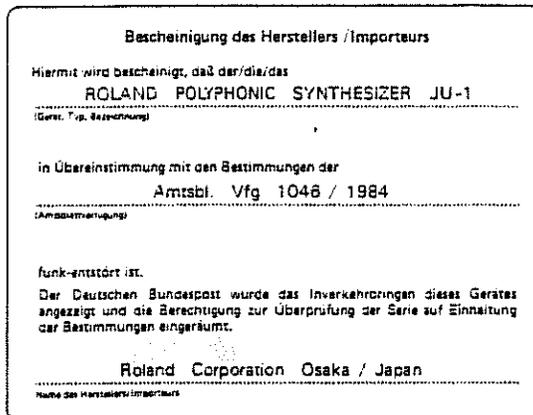 Bescheinigung des Herstellers / Importeurs
Hiermit wird bescheinigt, daß der/die/das
ROLAND POLYPHONIC SYNTHESIZER JU-1
(Gerät, Typ, Bezeichnung)
in Übereinstimmung mit den Bestimmungen der
Amtsbl. Vfg 1046 / 1984
(Amtsblattverfügung)
funk-entstört ist.
Der Deutschen Bundespost wurde das Inverkehrbringen dieses Gerätes
angezeigt und die Berechtigung zur Überprüfung der Serie auf Einhaltung
der Bestimmungen eingeräumt.
Roland Corporation Osaka / Japan
Name des Herstellers/Importeurs